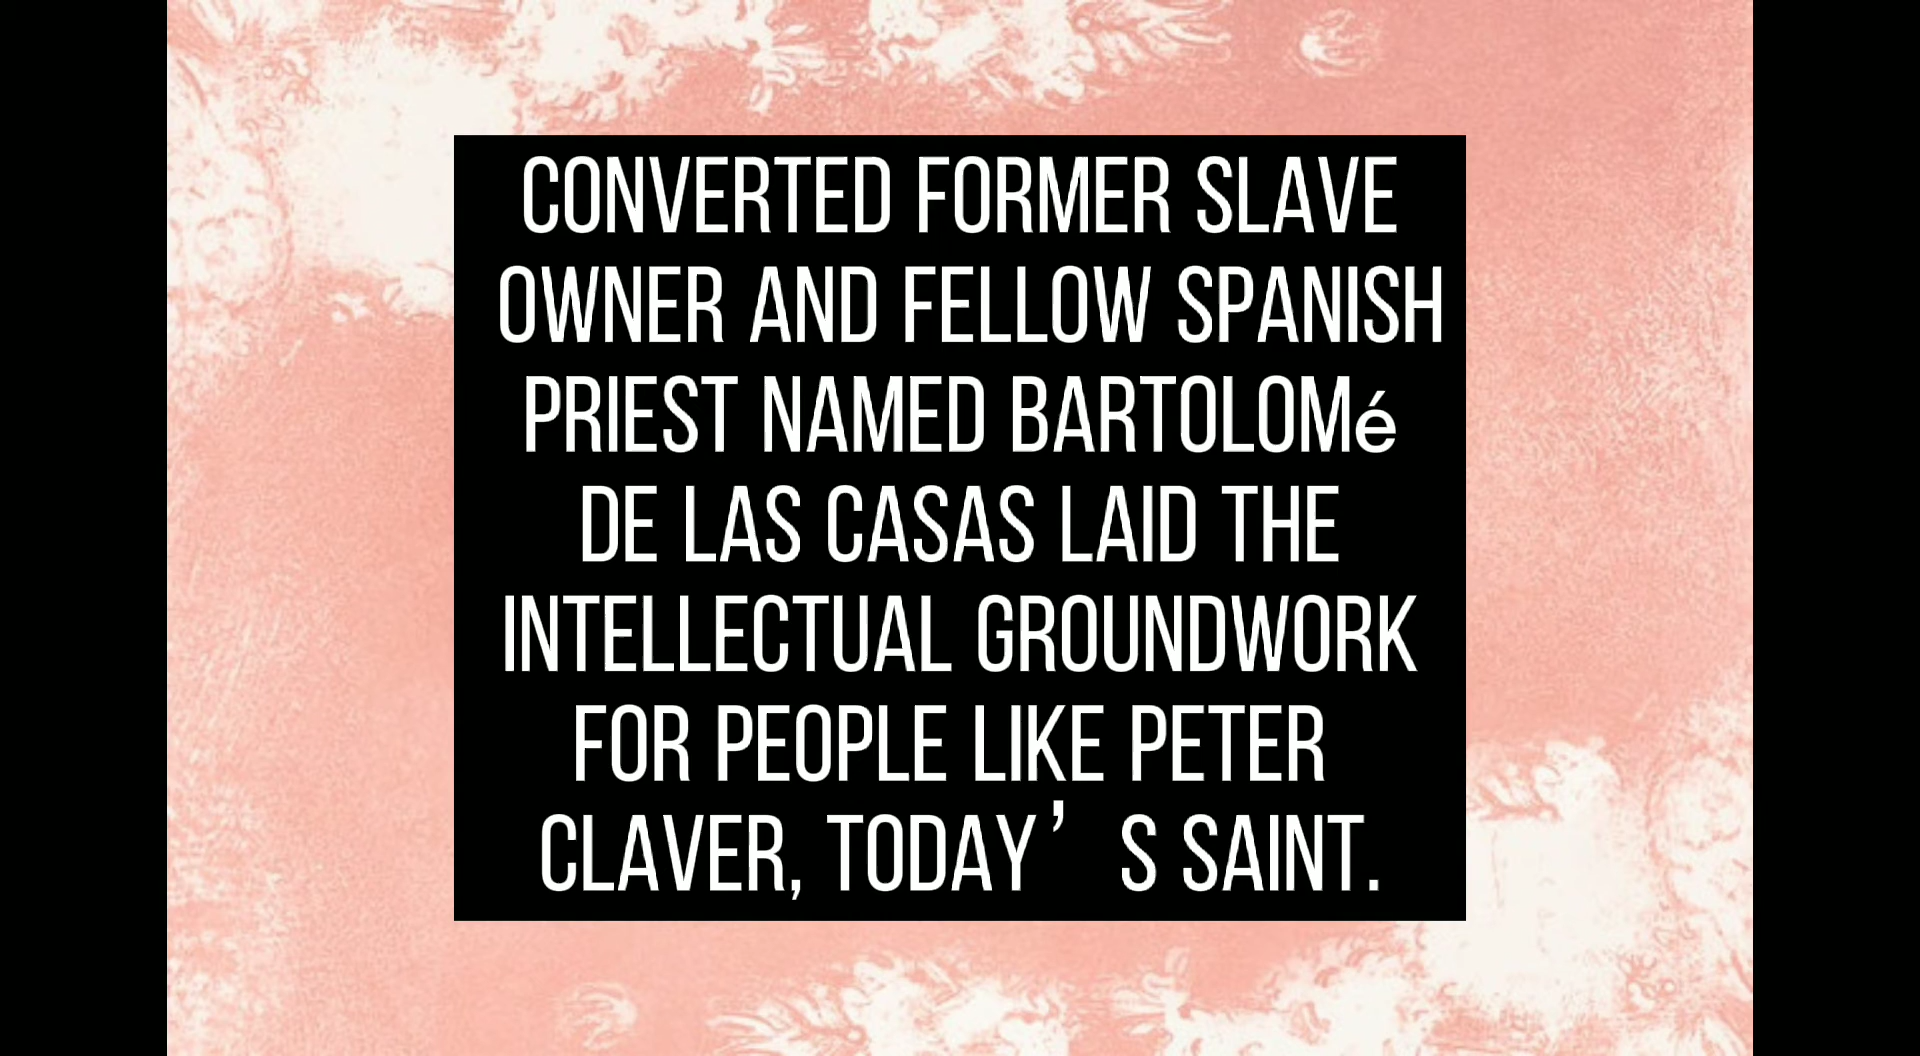 CONVERTED FORMER SLAVE
OWNER AND FELLOW SPANISH
PRIEST NAMED BARTOLOMé
DE LAS CASAS LAID THE
INTELLECTUAL GROUNDWORK
FOR PEOPLE LIKE PETER
CLAVER, TODAY’S SAINT.